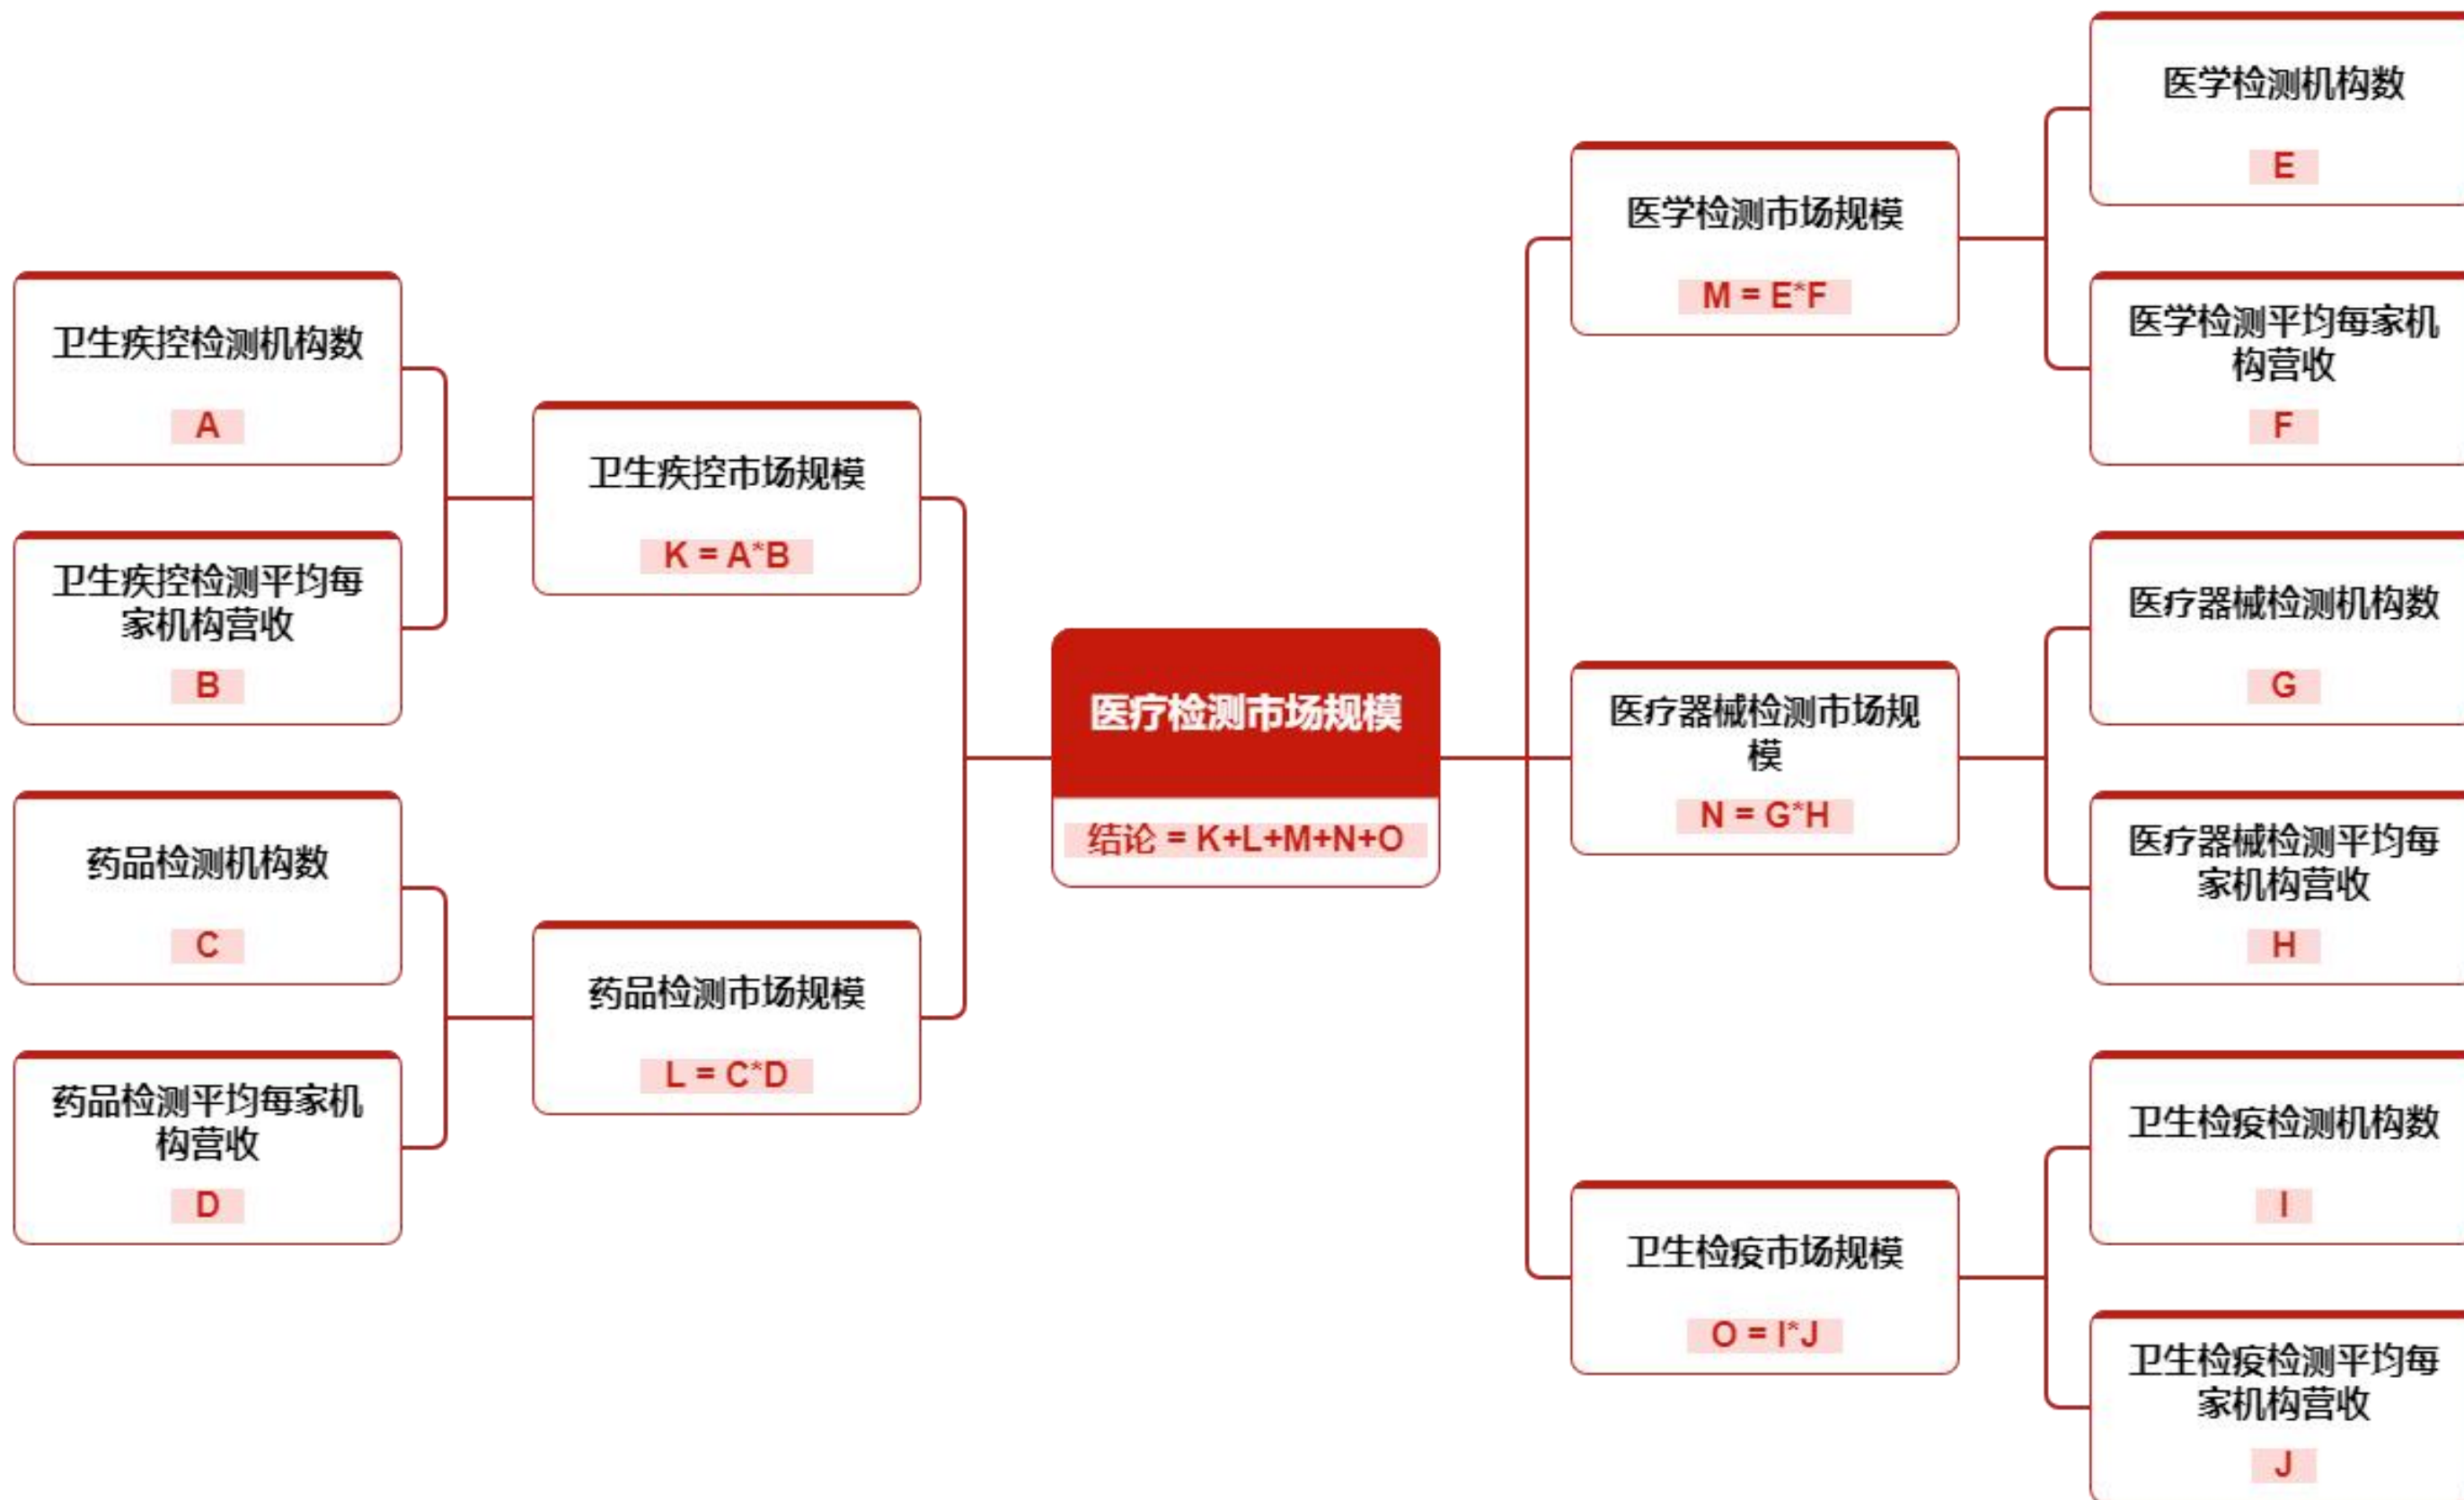 卫生疾控检测机构数
A
卫生疾控检测平均每
家机构营收
B
药品检测机构数
C
药品检测平均每家机
构营收
D
卫生疾控市场规模
K = A*B
药品检测市场规模
L = C*D
医疗检测市场规模
结论 = K+L+M+N+O
医学检测市场规模
M = E*F
医疗器械检测市场规
模
N = G*H
卫生检疫市场规模
O = I*J
医学检测机构数
E
医学检测平均每家机
构营收
F
医疗器械检测机构数
G
医疗器械检测平均每
家机构营收
H
卫生检疫检测机构数
I
卫生检疫检测平均每
家机构营收
J